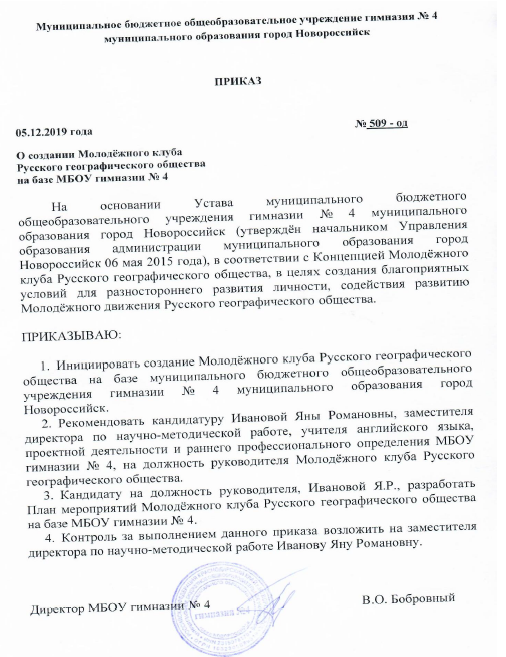 Муниципальное бюджетное общеобразовательное учреждение гимназия № 4
муниципального образования город Новороссийск
ПРИКАЗ
05.12.2019 года
№ 509 - од
О создании Молодёжного клуба
Русского географического общества
на базе МБОУ гимназии № 4
На основании Устава муниципального бюджетного
общеобразовательного учреждения гимназии № 4 муниципального
образования город Новороссийск (утверждён начальником Управления
образования администрации муниципального образования город
Новороссийск 06 мая 2015 года), в соответствии с Концепцией Молодёжного
клуба Русского географического общества, в целях создания благоприятных
условий для разностороннего развития личности, содействия развитию
Молодёжного движения Русского географического общества.
ПРИКАЗЫВАЮ:
1. Инициировать создание Молодёжного клуба Русского географического
общества на базе муниципального бюджетного общеобразовательного
учреждения гимназии № 4 муниципального образования город
Новороссийск.
2. Рекомендовать кандидатуру Ивановой Яны Романовны, заместителя
директора по научно-методической работе, учителя английского языка,
проектной деятельности и раннего профессионального определения МБОУ
гимназии № 4, на должность руководителя Молодёжного клуба Русского
географического общества.
3. Кандидату на должность руководителя, Ивановой Я.Р., разработать
План мероприятий Молодёжного клуба Русского географического общества
на базе МБОУ гимназии № 4.
4. Контроль за выполнением данного приказа возложить на заместителя
директора по научно-методической работе Иванову Яну Романовну.
Директор МБОУ гимназии № 4
В.О. Бобровный